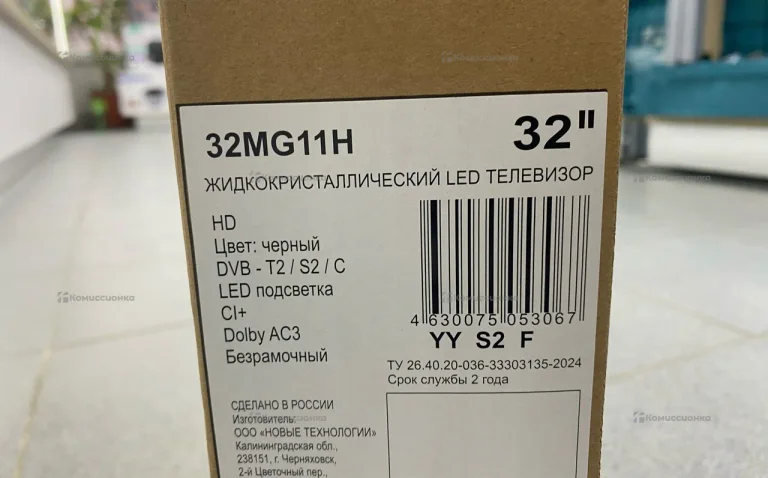 32MG11H
32"
ЖИДКОКРИСТАЛЛИЧЕСКИЙ LED ТЕЛЕВИЗОР
HD
Цвет: черный
DVB - T2 / S2 / C
LED подсветка
CI+
Dolby AC3
Безрамочный
4 630075 053067
YY S2 F
ТУ 26.40.20-036-33303135-2024
Срок службы 2 года
СДЕЛАНО В РОССИИ
Изготовитель:
ООО «НОВЫЕ ТЕХНОЛОГИИ»
Калининградская обл.,
238151, г. Черняховск,
2-й Цветочный пер.,
Комиссионка
Комиссионка
Комиссионка
Комиссионка